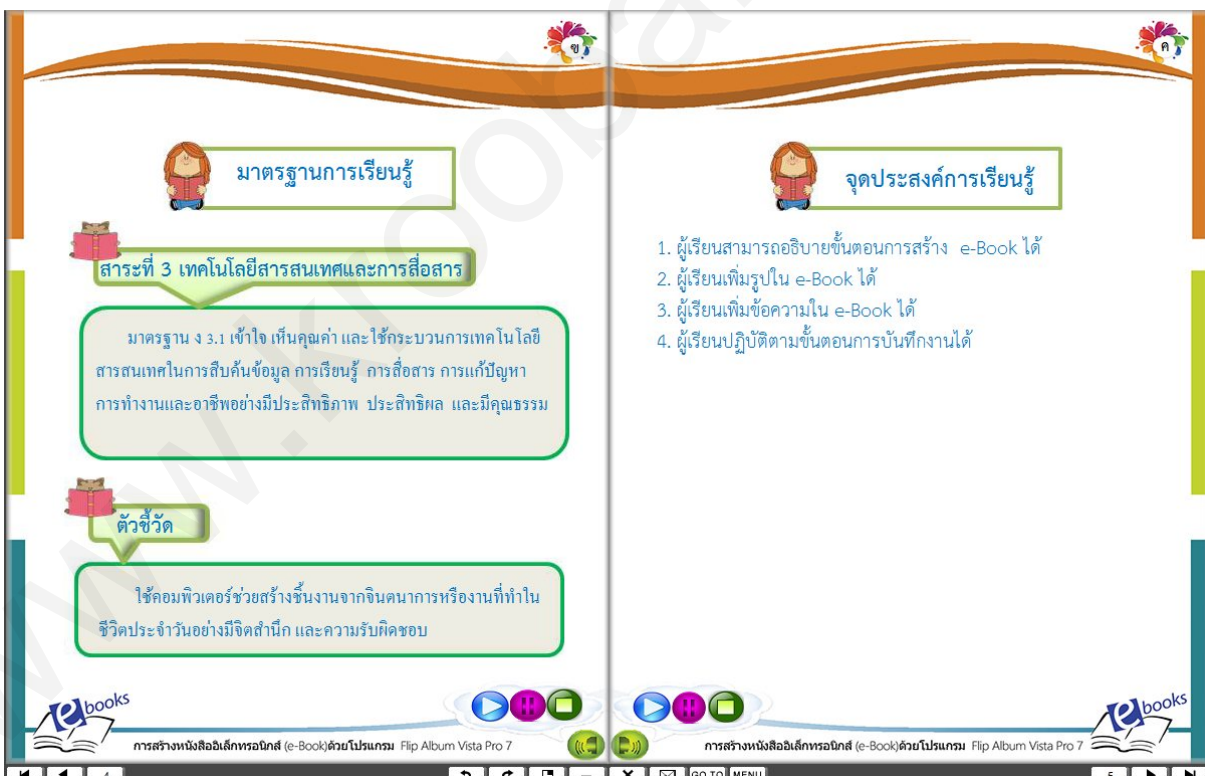 ข
มาตรฐานการเรียนรู้
สาระที่ 3 เทคโนโลยีสารสนเทศและการสื่อสาร
มาตรฐาน ง 3.1 เข้าใจ เห็นคุณค่า และใช้กระบวนการเทคโนโลยี
สารสนเทศในการสืบค้นข้อมูล การเรียนรู้ การสื่อสาร การแก้ปัญหา
การทำงานและอาชีพอย่างมีประสิทธิภาพ ประสิทธิผล และมีคุณธรรม
ตัวชี้วัด
ใช้คอมพิวเตอร์ช่วยสร้างชิ้นงานจากจินตนาการหรืองานที่ทำใน
ชีวิตประจำวันอย่างมีจิตสำนึก และความรับผิดชอบ
ebooks
การสร้างหนังสืออิเล็กทรอนิกส์ (e-Book)ด้วยโปรแกรม Flip Album Vista Pro 7
ค
จุดประสงค์การเรียนรู้
1. ผู้เรียนสามารถอธิบายขั้นตอนการสร้าง e-Book ได้
2. ผู้เรียนเพิ่มรูปใน e-Book ได้
3. ผู้เรียนเพิ่มข้อความใน e-Book ได้
4. ผู้เรียนปฏิบัติตามขั้นตอนการบันทึกงานได้
ebooks
การสร้างหนังสืออิเล็กทรอนิกส์ (e-Book)ด้วยโปรแกรม Flip Album Vista Pro 7
www.krooba
GO TO MENU